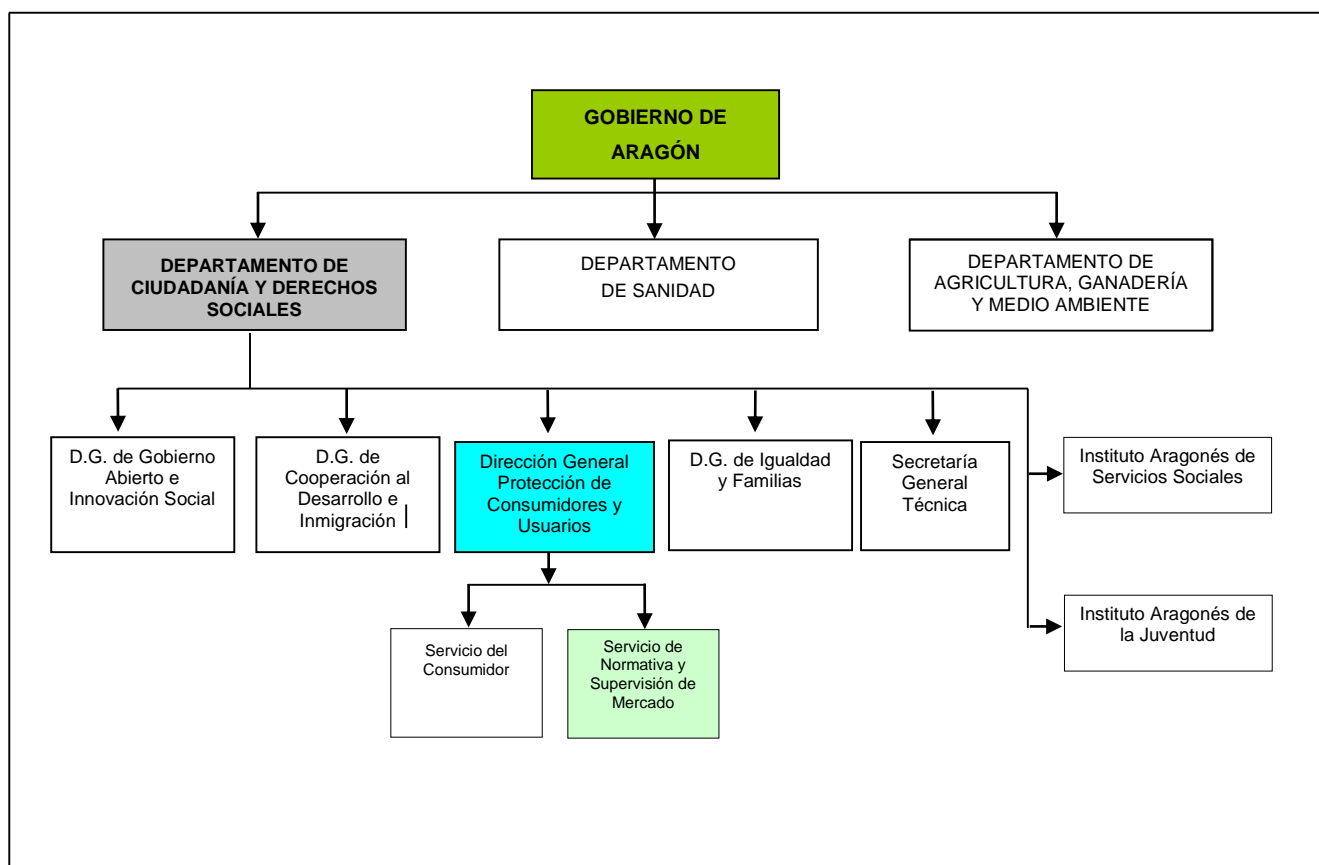 GOBIERNO DE
ARAGÓN
DEPARTAMENTO DE
CIUDADANÍA Y DERECHOS
SOCIALES
DEPARTAMENTO
DE SANIDAD
DEPARTAMENTO DE
AGRICULTURA, GANADERÍA
Y MEDIO AMBIENTE
D.G. de Gobierno
Abierto e
Innovación Social
D.G. de
Cooperación al
Desarrollo e
Inmigración
Dirección General
Protección de
Consumidores y
Usuarios
D.G. de Igualdad
y Familias
Secretaría
General
Técnica
Instituto Aragonés de
Servicios Sociales
Servicio del
Consumidor
Servicio de
Normativa y
Supervisión de
Mercado
Instituto Aragonés de
la Juventud